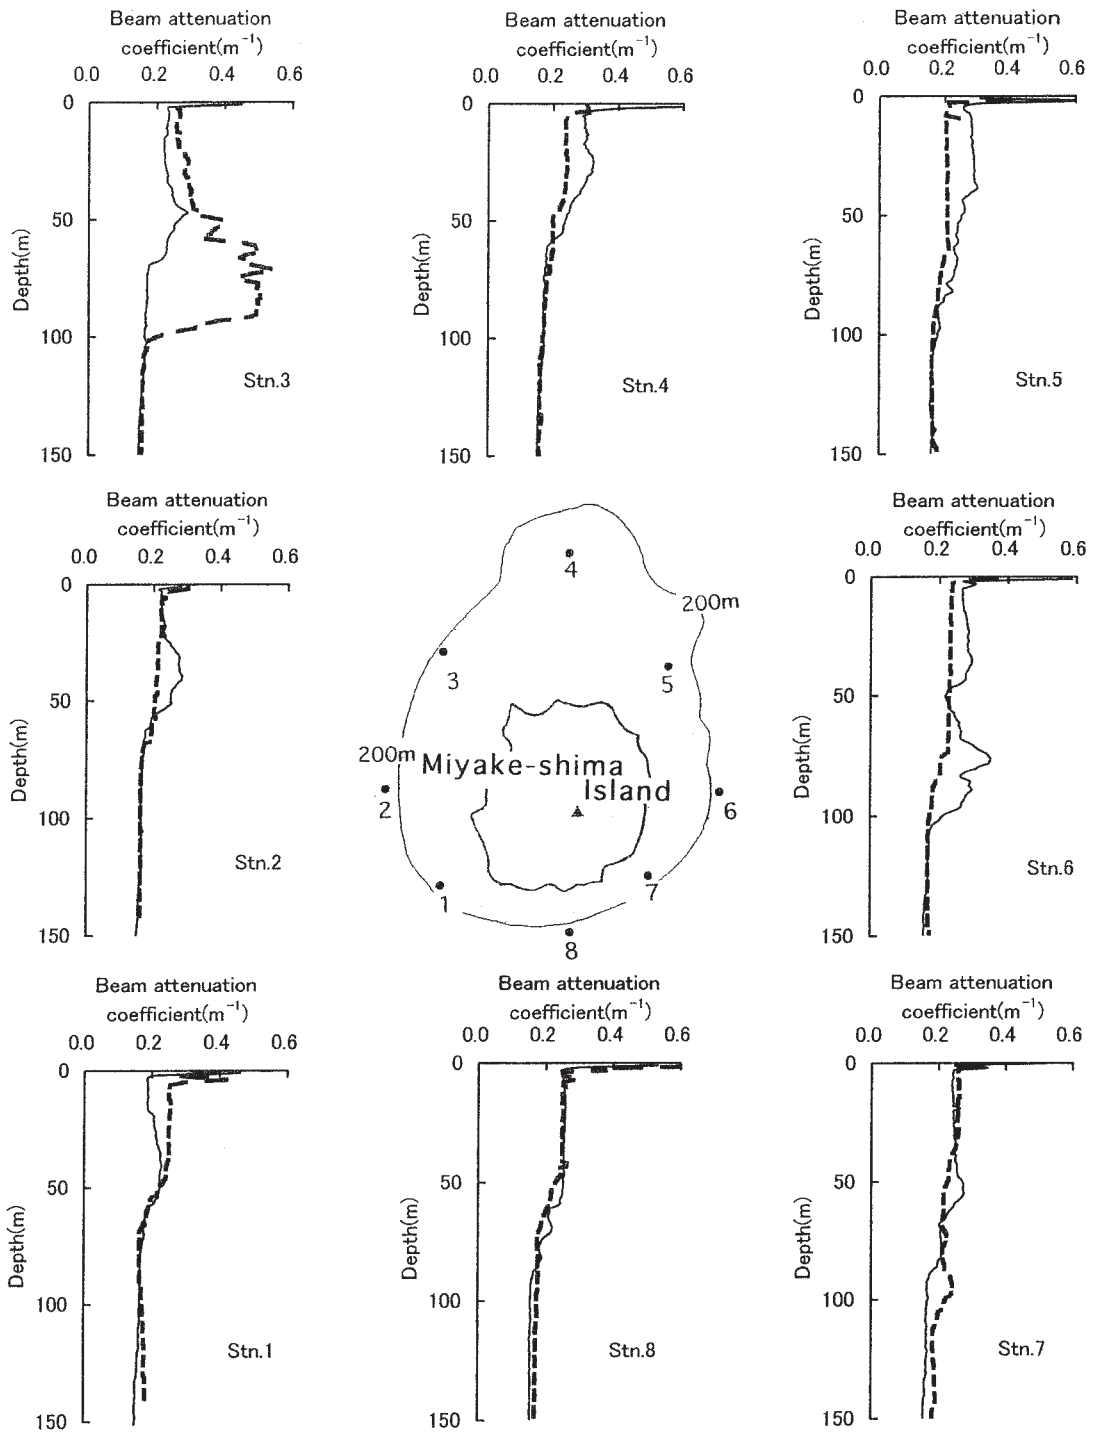 Beam attenuation
coefficient(m⁻¹)
0.0 0.2 0.4 0.6
0
50
100
150
Depth(m)
Stn.3
Beam attenuation
coefficient(m⁻¹)
0.0 0.2 0.4 0.6
0
50
100
150
Depth(m)
Stn.4
Beam attenuation
coefficient(m⁻¹)
0.0 0.2 0.4 0.6
0
50
100
150
Depth(m)
Stn.5
Beam attenuation
coefficient(m⁻¹)
0.0 0.2 0.4 0.6
0
50
100
150
Depth(m)
Stn.2
4
200m
3
5
200m
Miyake-shima
Island
2
6
1
7
8
Beam attenuation
coefficient(m⁻¹)
0.0 0.2 0.4 0.6
0
50
100
150
Depth(m)
Stn.6
Beam attenuation
coefficient(m⁻¹)
0.0 0.2 0.4 0.6
0
50
100
150
Depth(m)
Stn.1
Beam attenuation
coefficient(m⁻¹)
0.0 0.2 0.4 0.6
0
50
100
150
Depth(m)
Stn.8
Beam attenuation
coefficient(m⁻¹)
0.0 0.2 0.4 0.6
0
50
100
150
Depth(m)
Stn.7